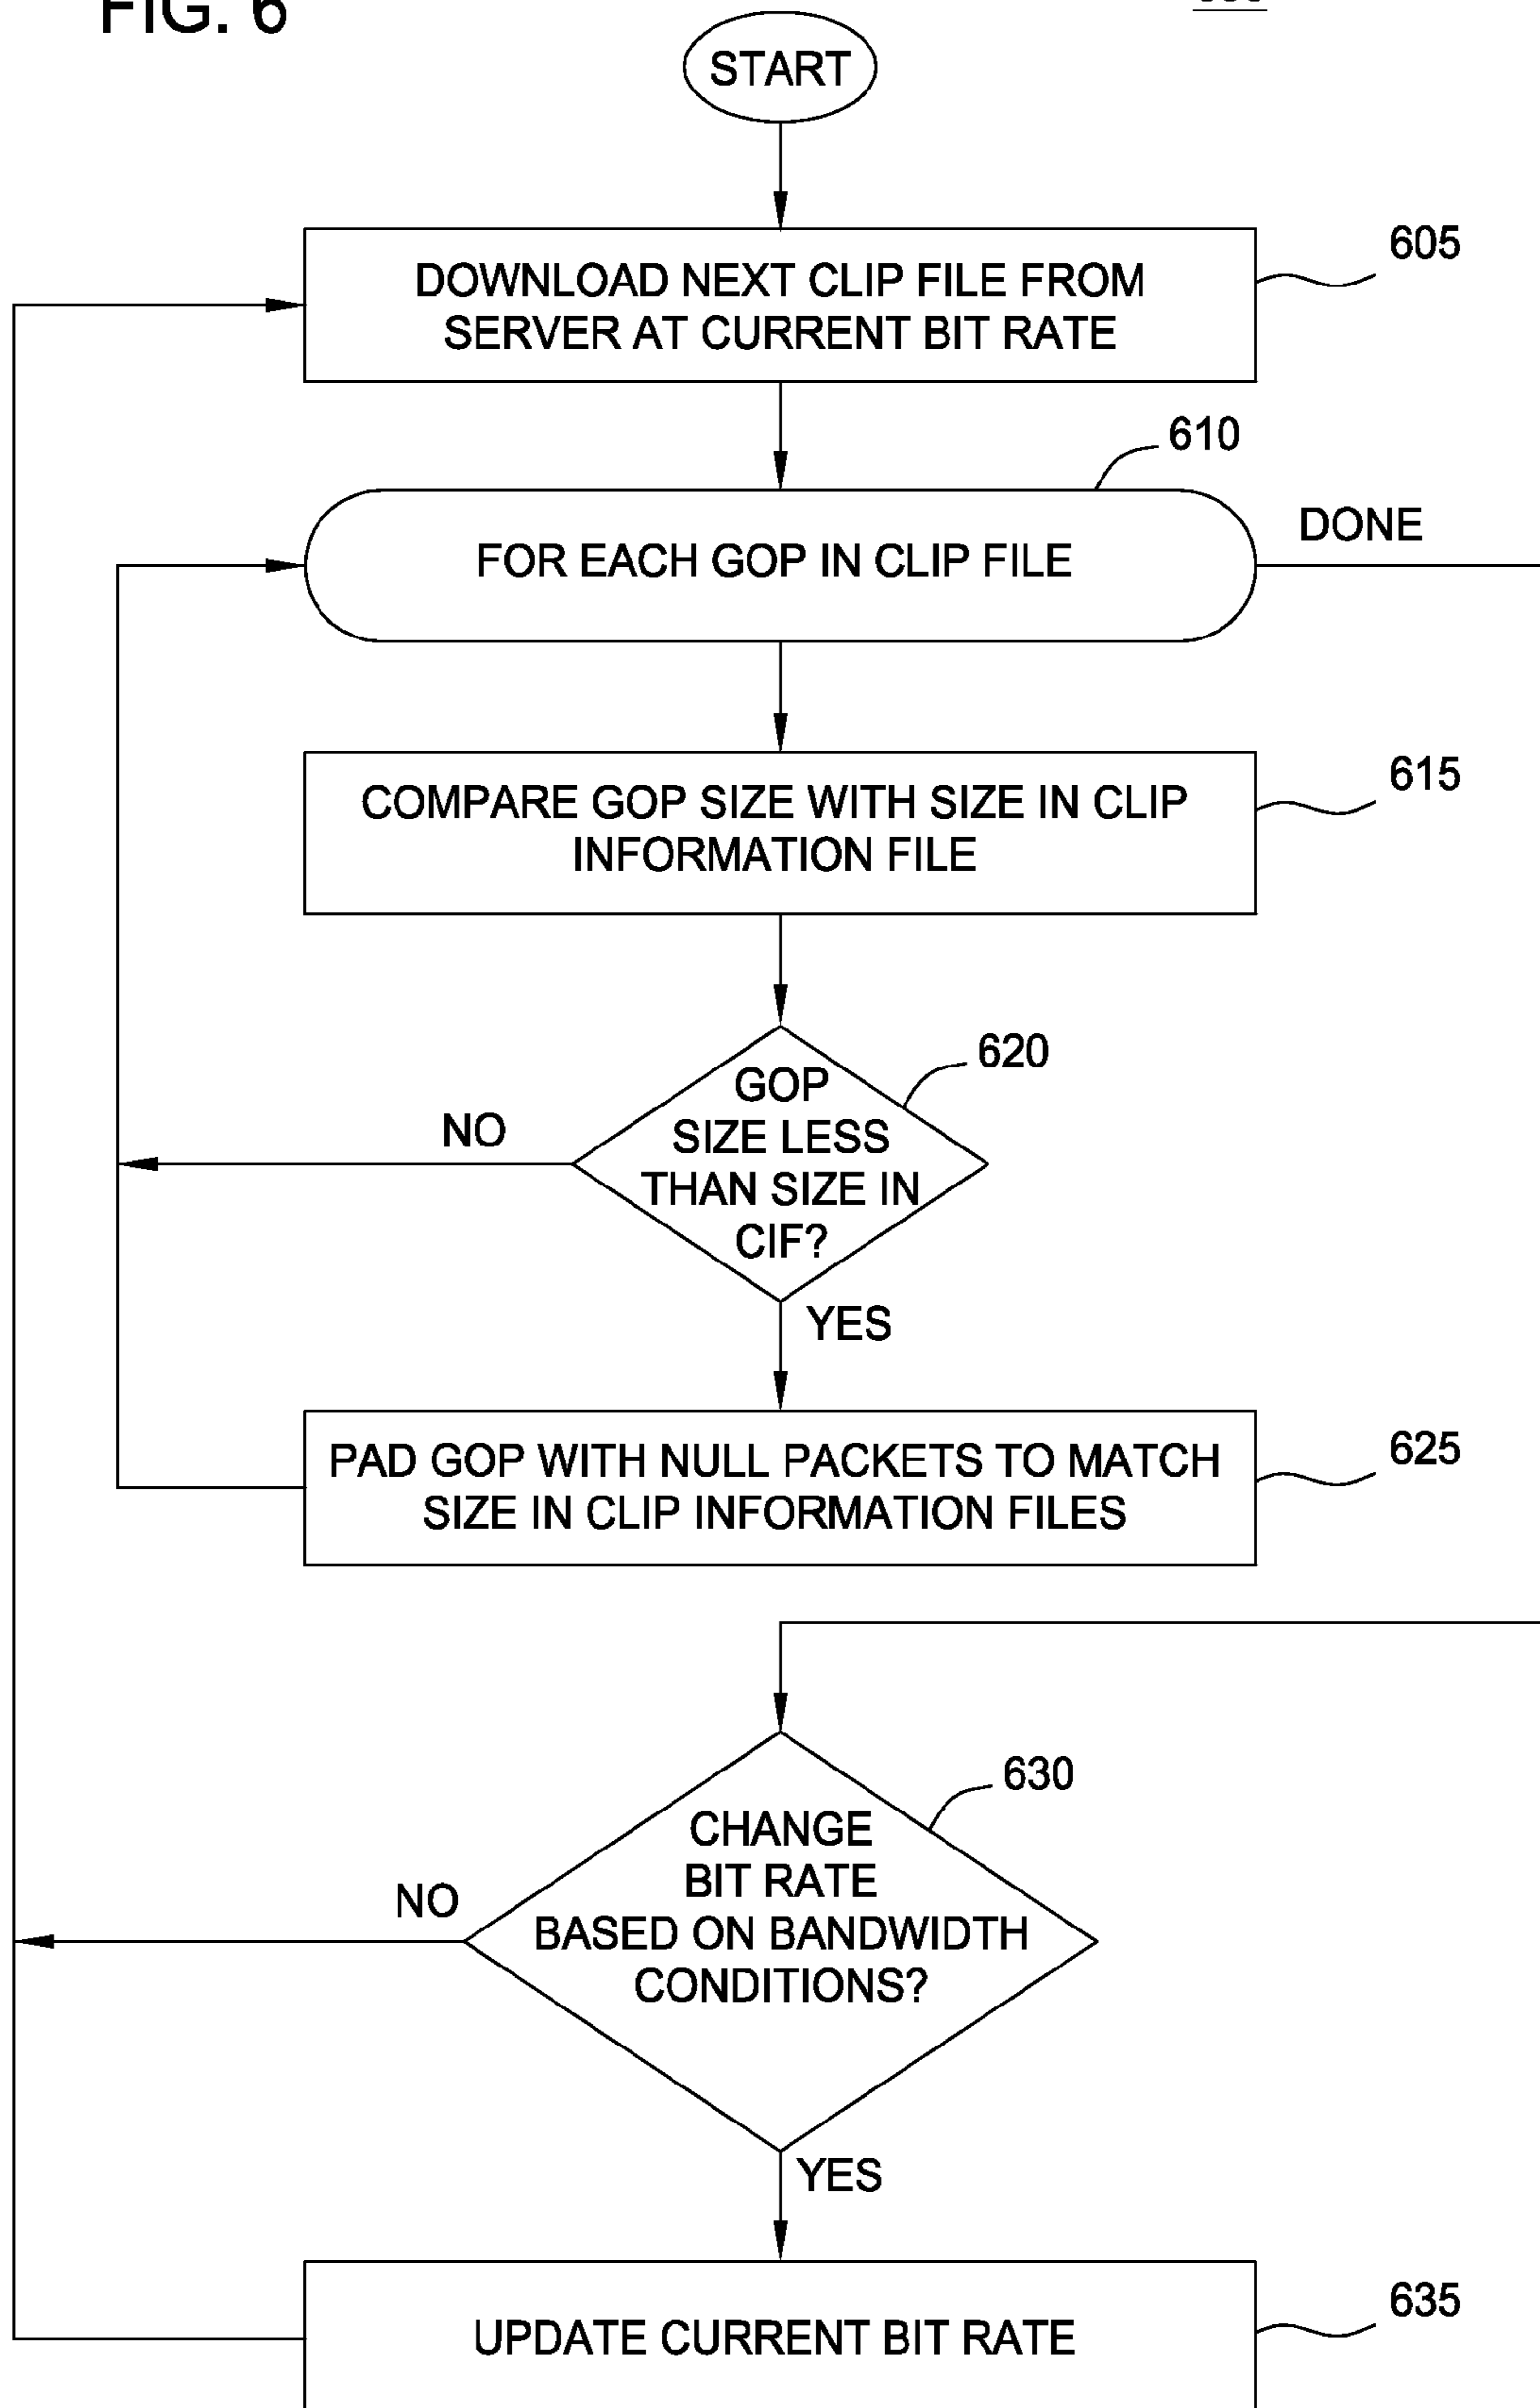 FIG. 6
START
DOWNLOAD NEXT CLIP FILE FROM
SERVER AT CURRENT BIT RATE
605
610
FOR EACH GOP IN CLIP FILE
DONE
COMPARE GOP SIZE WITH SIZE IN CLIP
INFORMATION FILE
615
GOP
SIZE LESS
THAN SIZE IN
CIF?
620
NO
YES
PAD GOP WITH NULL PACKETS TO MATCH
SIZE IN CLIP INFORMATION FILES
625
CHANGE
BIT RATE
BASED ON BANDWIDTH
CONDITIONS?
630
NO
YES
UPDATE CURRENT BIT RATE
635